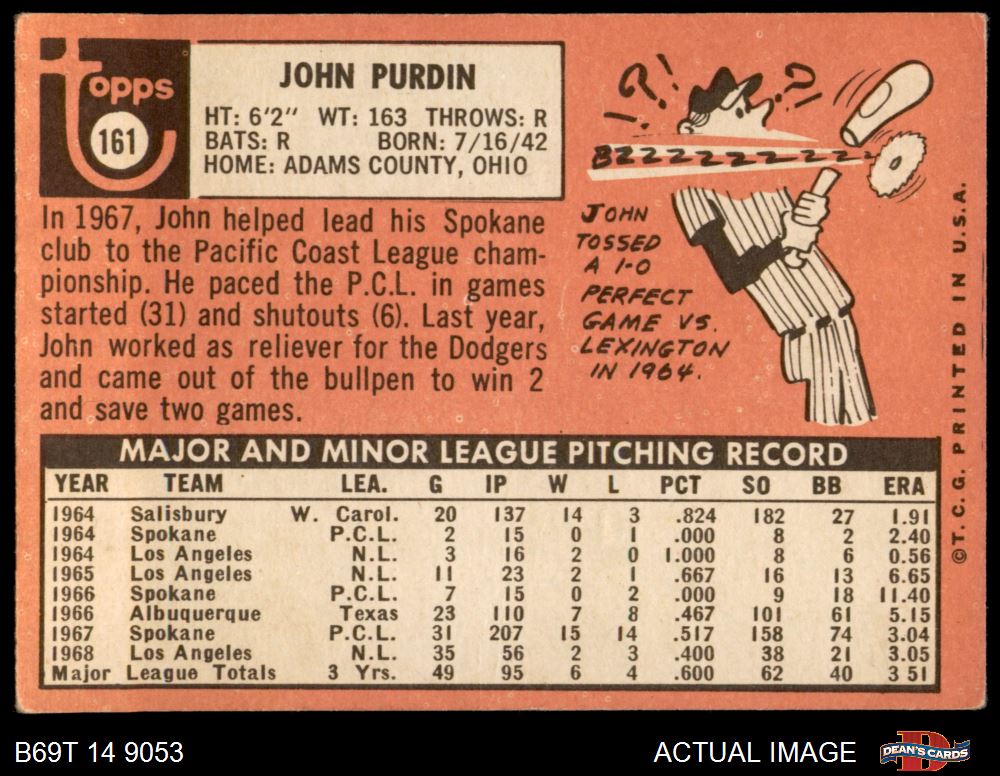 topps
161
JOHN PURDIN
HT: 6'2" WT: 163 THROWS: R
BATS: R BORN: 7/16/42
HOME: ADAMS COUNTY, OHIO
In 1967, John helped lead his Spokane
club to the Pacific Coast League cham-
pionship. He paced the P.C.L. in games
started (31) and shutouts (6). Last year,
John worked as reliever for the Dodgers
and came out of the bullpen to win 2
and save two games.
?! ?!
BZZZZZZZZZZZ
JOHN
TOSSED
A 1-0
PERFECT
GAME VS.
LEXINGTON
IN 1964.
MAJOR AND MINOR LEAGUE PITCHING RECORD
YEAR TEAM LEA. G IP W L PCT SO BB ERA
1964 Salisbury W. Carol. 20 137 14 3 .824 182 27 1.91
1964 Spokane P.C.L. 2 15 0 1 .000 8 2 2.40
1964 Los Angeles N.L. 3 16 2 0 1.000 8 6 0.56
1965 Los Angeles N.L. 11 23 2 1 .667 16 13 6.65
1966 Spokane P.C.L. 7 15 0 2 .000 9 18 11.40
1966 Albuquerque Texas 23 110 7 8 .467 101 61 5.15
1967 Spokane P.C.L. 31 207 15 14 .517 158 74 3.04
1968 Los Angeles N.L. 35 56 2 3 .400 38 21 3.05
Major League Totals 3 Yrs. 49 95 6 4 .600 62 40 3 51
©T. C. G. PRINTED IN U.S.A.
B69T 14 9053
ACTUAL IMAGE
DEAN'S CARDS